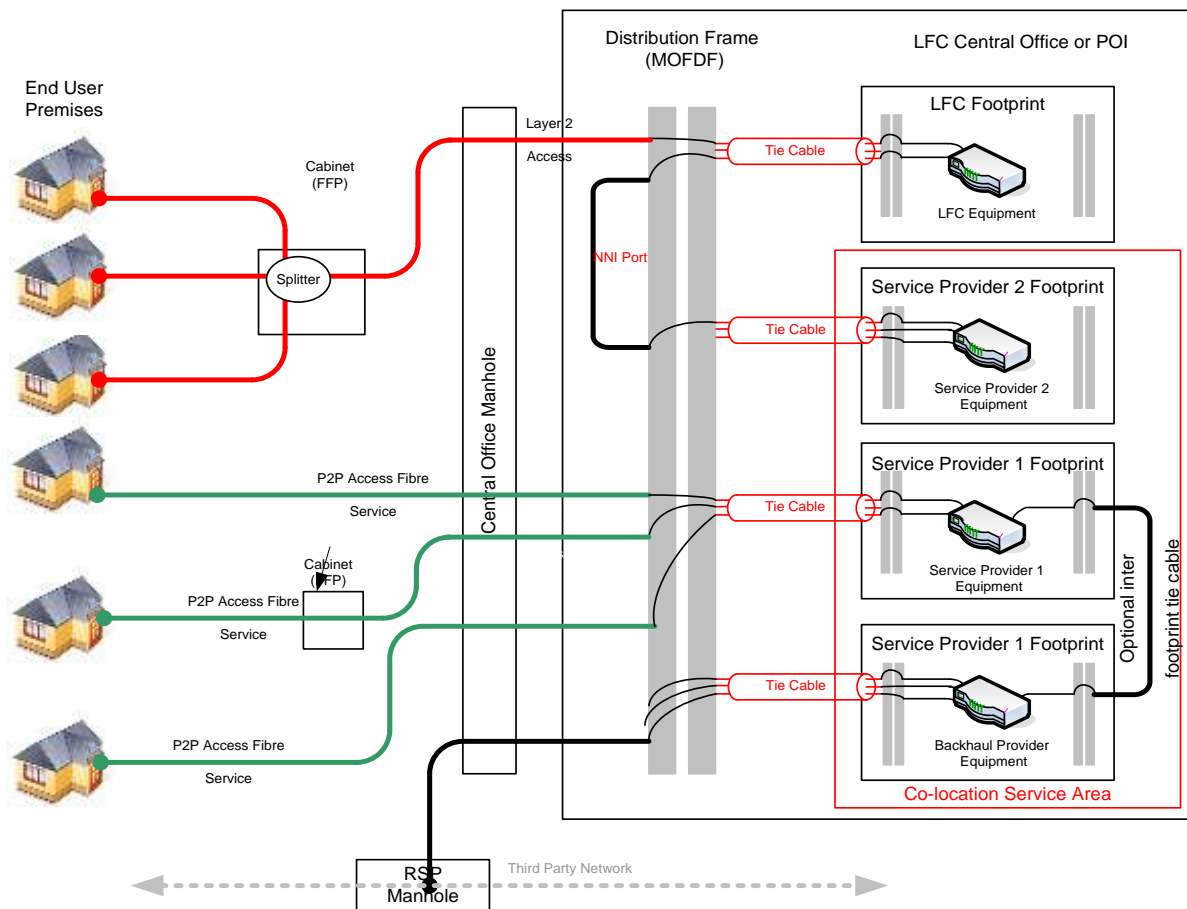 Distribution Frame
(MOFDF)
LFC Central Office or POI
End User
Premises
LFC Footprint
Layer 2
Access
Tie Cable
Cabinet
(FFP)
LFC Equipment
NNI Port
Splitter
Service Provider 2 Footprint
Tie Cable
Service Provider 2
Equipment
Central Office Manhole
P2P Access Fibre
Service
Service Provider 1 Footprint
Tie Cable
Service Provider 1
Equipment
Cabinet
(FFP)
P2P Access Fibre
Service
Optional inter
footprint tie cable
Service Provider 1 Footprint
Tie Cable
Backhaul Provider
Equipment
P2P Access Fibre
Service
Co-location Service Area
Third Party Network
RSP
Manhole